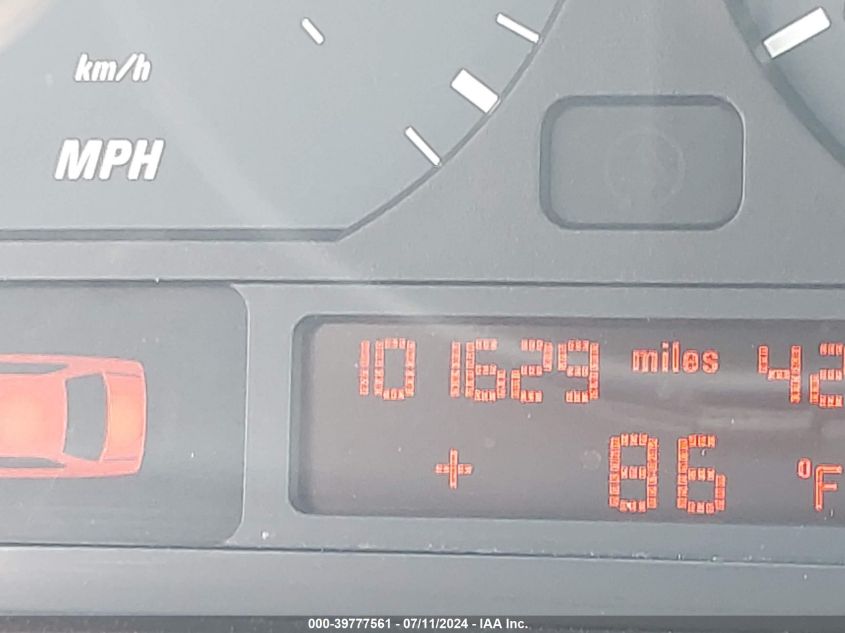 km/h
MPH
101629 miles 42
+ 86 °F
000-39777561 - 07/11/2024 - IAA Inc.